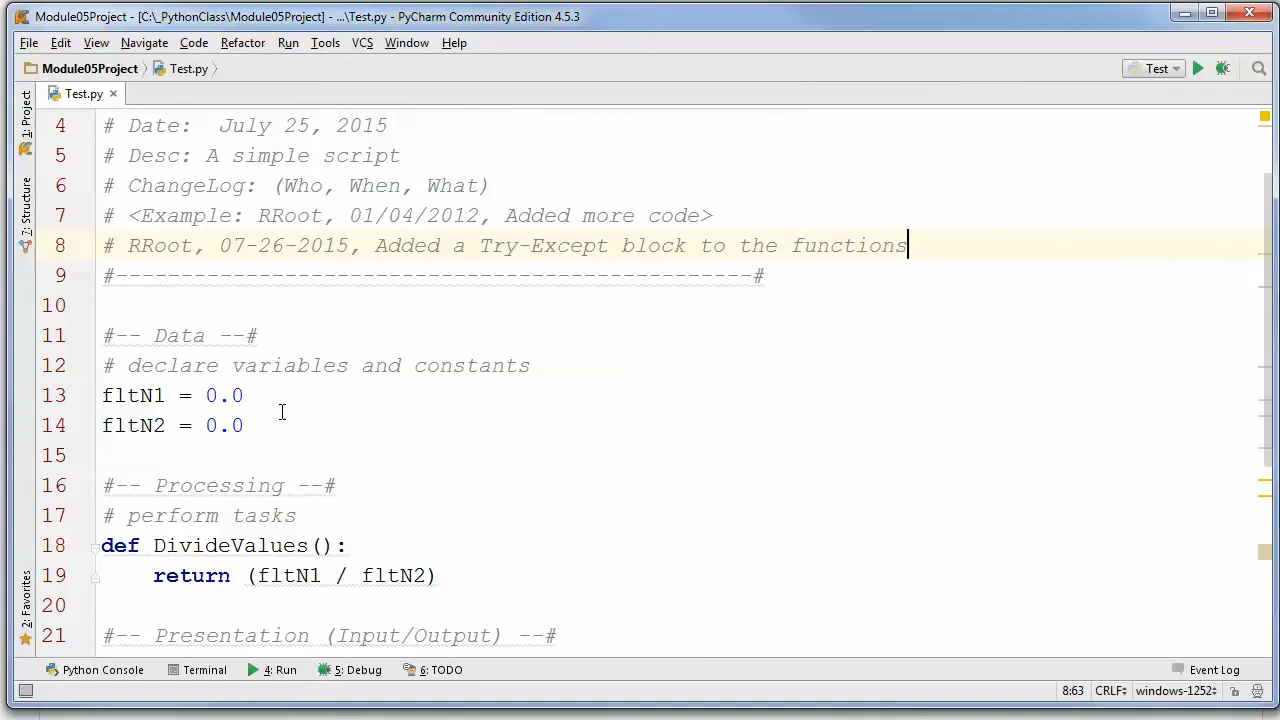 Module05Project - [C:\_PythonClass\Module05Project] - ...\Test.py - PyCharm Community Edition 4.5.3
File Edit View Navigate Code Refactor Run Tools VCS Window Help
Module05Project Test.py Test
Test.py
1: Project
7: Structure
2: Favorites
4 # Date:  July 25, 2015
5 # Desc: A simple script
6 # ChangeLog: (Who, When, What)
7 # <Example: RRoot, 01/04/2012, Added more code>
8 # RRoot, 07-26-2015, Added a Try-Except block to the functions
9 #-------------------------------------------------#
10
11 #-- Data --#
12 # declare variables and constants
13 fltN1 = 0.0
14 fltN2 = 0.0
15
16 #-- Processing --#
17 # perform tasks
18 def DivideValues():
19     return (fltN1 / fltN2)
20
21 #-- Presentation (Input/Output) --#
Python Console Terminal 4: Run 5: Debug 6: TODO Event Log
8:63 CRLF windows-1252